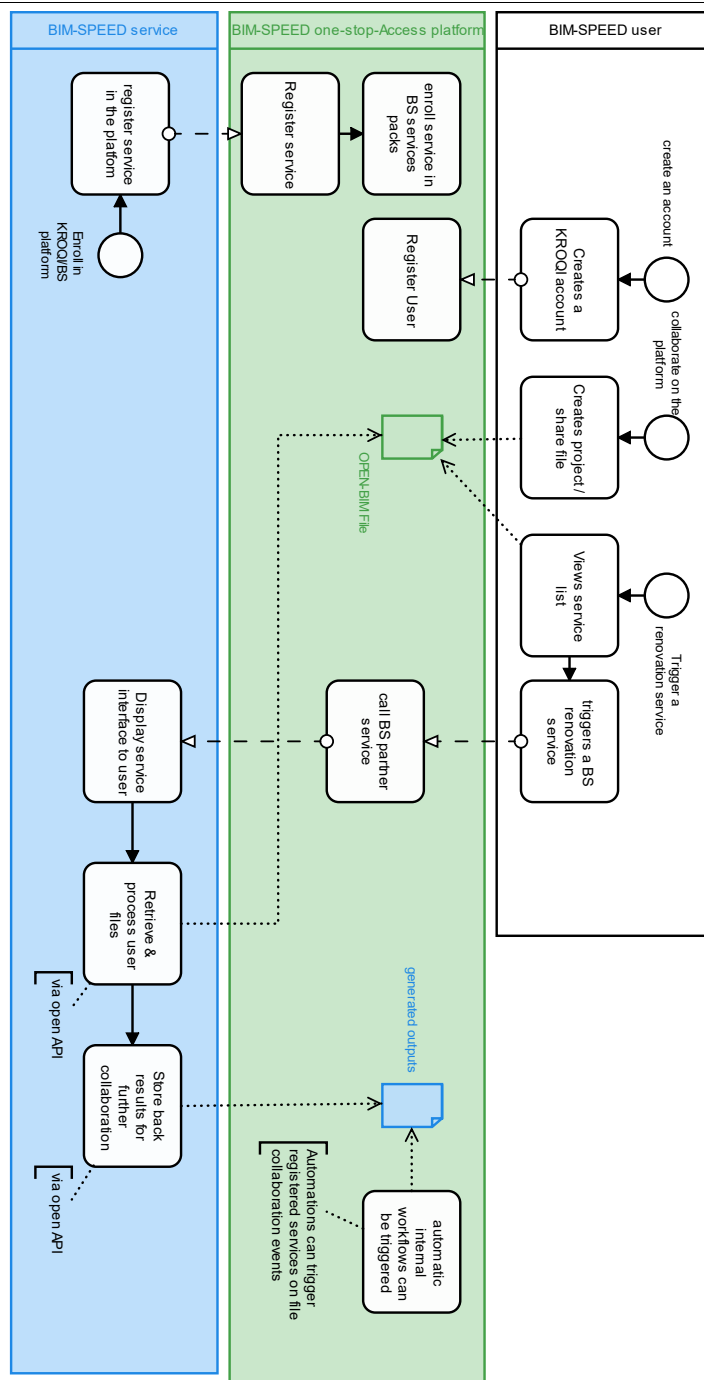 BIM-SPEED service
BIM-SPEED one-stop-Access platform
BIM-SPEED user
create an account
Creates a
KROQI account
collaborate on the
platform
Creates project /
share file
Trigger a
renovation service
Views service
list
triggers a BS
renovation
service
enroll service in
BS services
packs
Register service
Register User
OPEN-BIM File
call BS partner
service
generated outputs
automatic
internal
workflows can
be triggered
Automations can trigger
registered services on file
collaboration events
register service
in the platfom
Enroll in
KROQI/BS
platform
Display service
interface to user
Retrieve &
process user
files
via open API
Store back
results for
further
collaboration
via open API